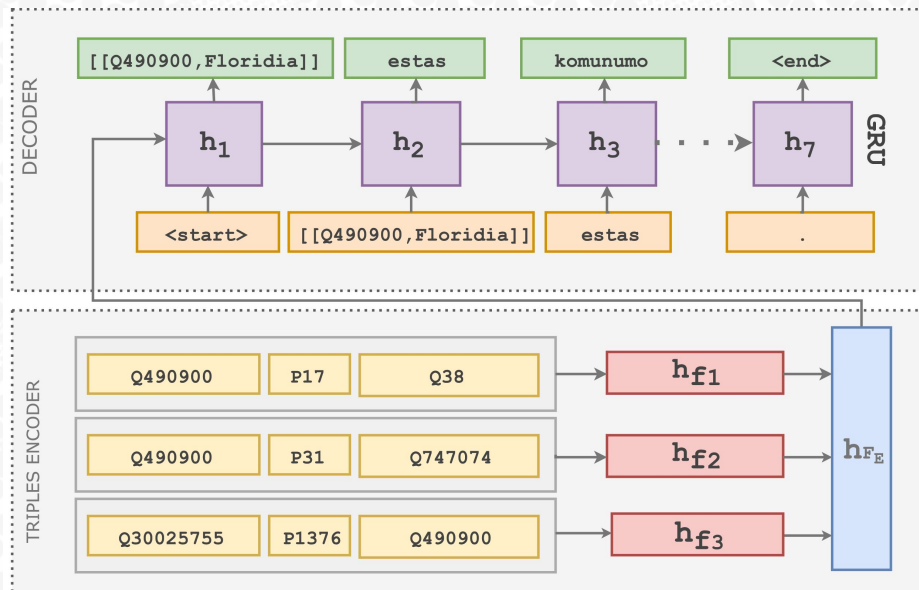 DECODER
[[Q490900,Floridia]] estas komunumo <end>
h1 h2 h3 h7 GRU
<start> [[Q490900,Floridia]] estas .
TRIPLES ENCODER
Q490900 P17 Q38 hf1
Q490900 P31 Q747074 hf2
hFE
Q30025755 P1376 Q490900 hf3